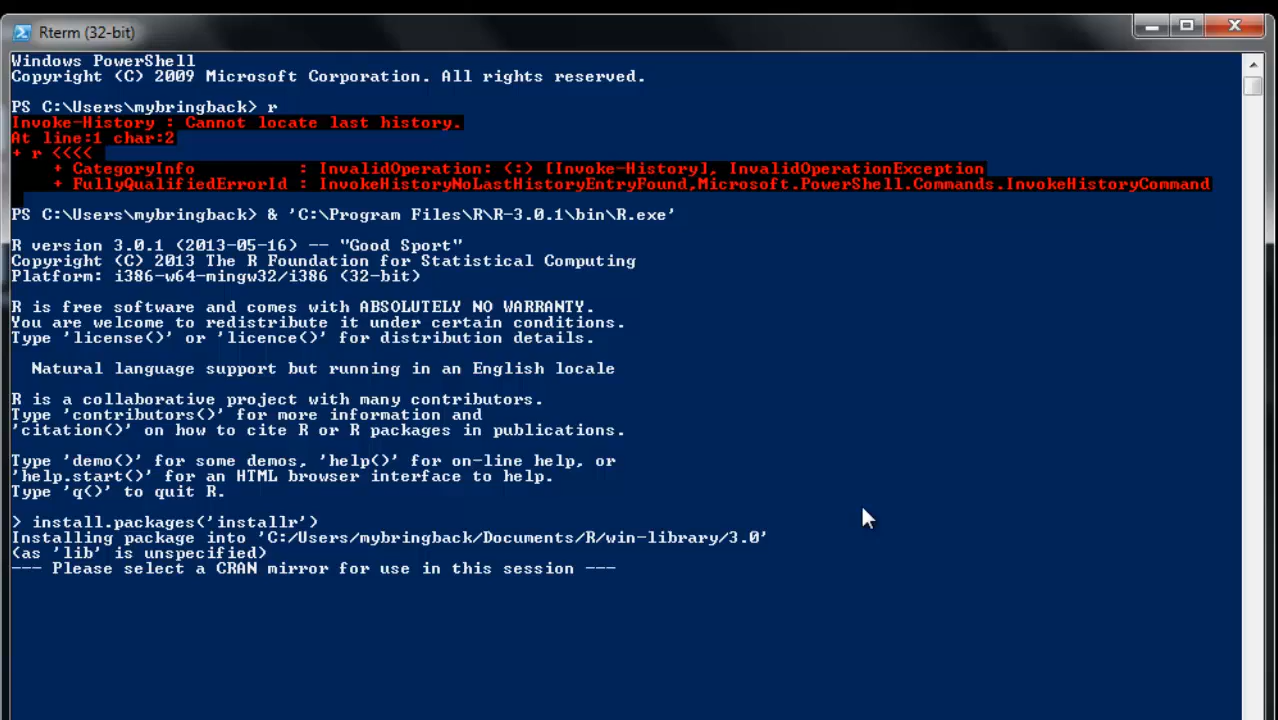 Rterm (32-bit)
Windows PowerShell
Copyright (C) 2009 Microsoft Corporation. All rights reserved.
PS C:\Users\mybringback> r
Invoke-History : Cannot locate last history.
At line:1 char:2
+ r <<<<
+ CategoryInfo : InvalidOperation: (:) [Invoke-History], InvalidOperationException
+ FullyQualifiedErrorId : InvokeHistoryNoLastHistoryEntryFound,Microsoft.PowerShell.Commands.InvokeHistoryCommand
PS C:\Users\mybringback> & 'C:\Program Files\R\R-3.0.1\bin\R.exe'
R version 3.0.1 (2013-05-16) -- "Good Sport"
Copyright (C) 2013 The R Foundation for Statistical Computing
Platform: i386-w64-mingw32/i386 (32-bit)
R is free software and comes with ABSOLUTELY NO WARRANTY.
You are welcome to redistribute it under certain conditions.
Type 'license()' or 'licence()' for distribution details.
Natural language support but running in an English locale
R is a collaborative project with many contributors.
Type 'contributors()' for more information and
'citation()' on how to cite R or R packages in publications.
Type 'demo()' for some demos, 'help()' for on-line help, or
'help.start()' for an HTML browser interface to help.
Type 'q()' to quit R.
> install.packages('installr')
Installing package into 'C:/Users/mybringback/Documents/R/win-library/3.0'
(as 'lib' is unspecified)
--- Please select a CRAN mirror for use in this session ---